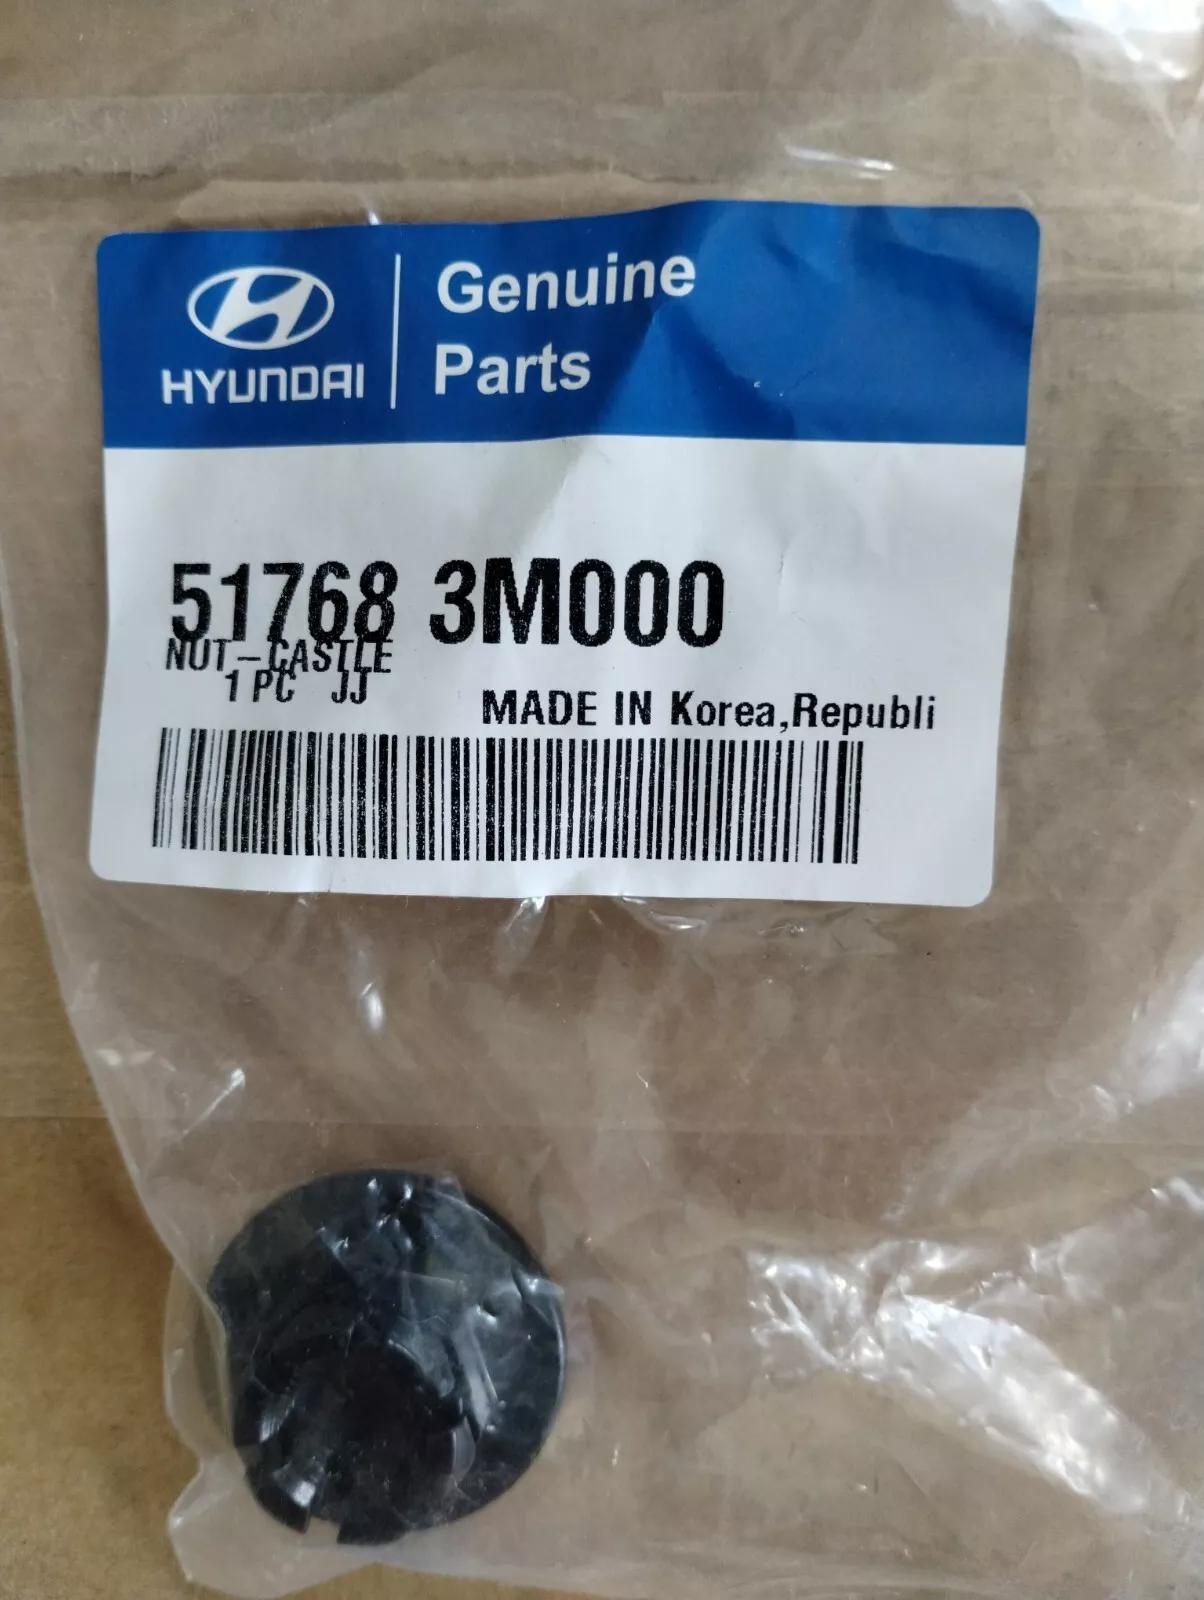 HYUNDAI
Genuine
Parts
51768 3M000
NUT-CASTLE
1 PC JJ
MADE IN Korea,Republi